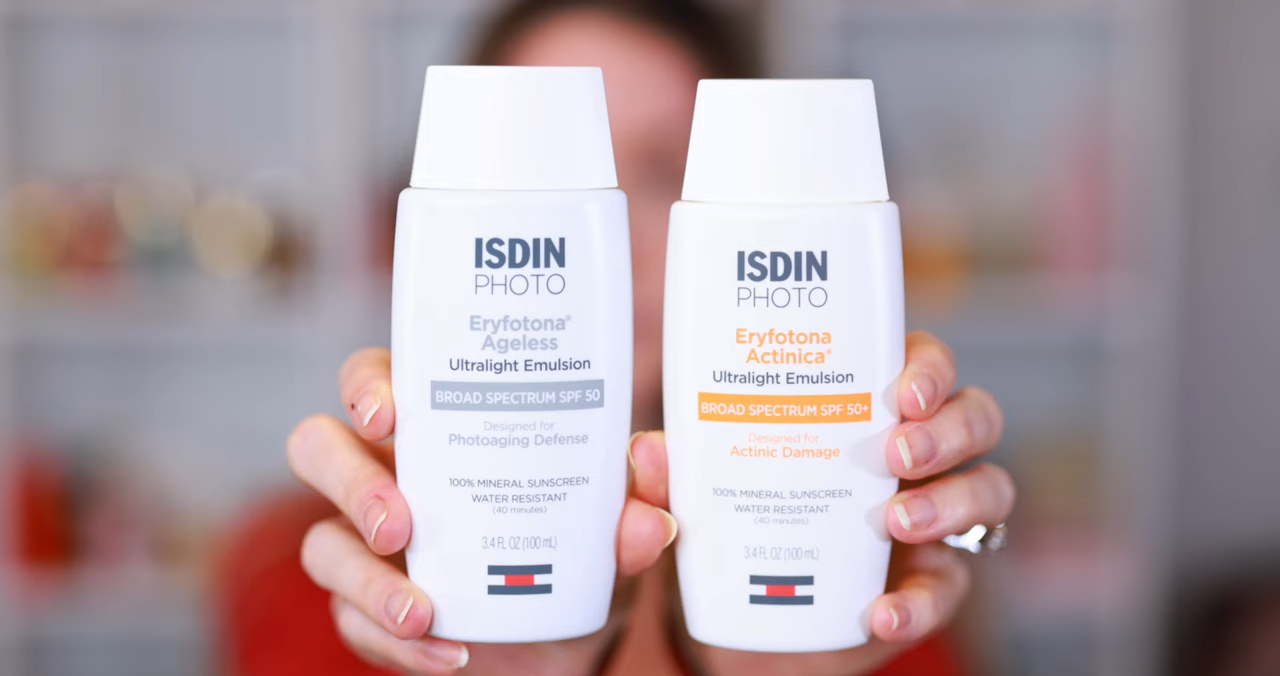 ISDIN
PHOTO
Eryfotona®
Ageless
Ultralight Emulsion
BROAD SPECTRUM SPF 50
Designed for
Photoaging Defense
100% MINERAL SUNSCREEN
WATER RESISTANT
(40 minutes)
3.4 FL OZ (100 mL)
ISDIN
PHOTO
Eryfotona
Actinica®
Ultralight Emulsion
BROAD SPECTRUM SPF 50+
Designed for
Actinic Damage
100% MINERAL SUNSCREEN
WATER RESISTANT
(40 minutes)
3.4 FL OZ (100 mL)